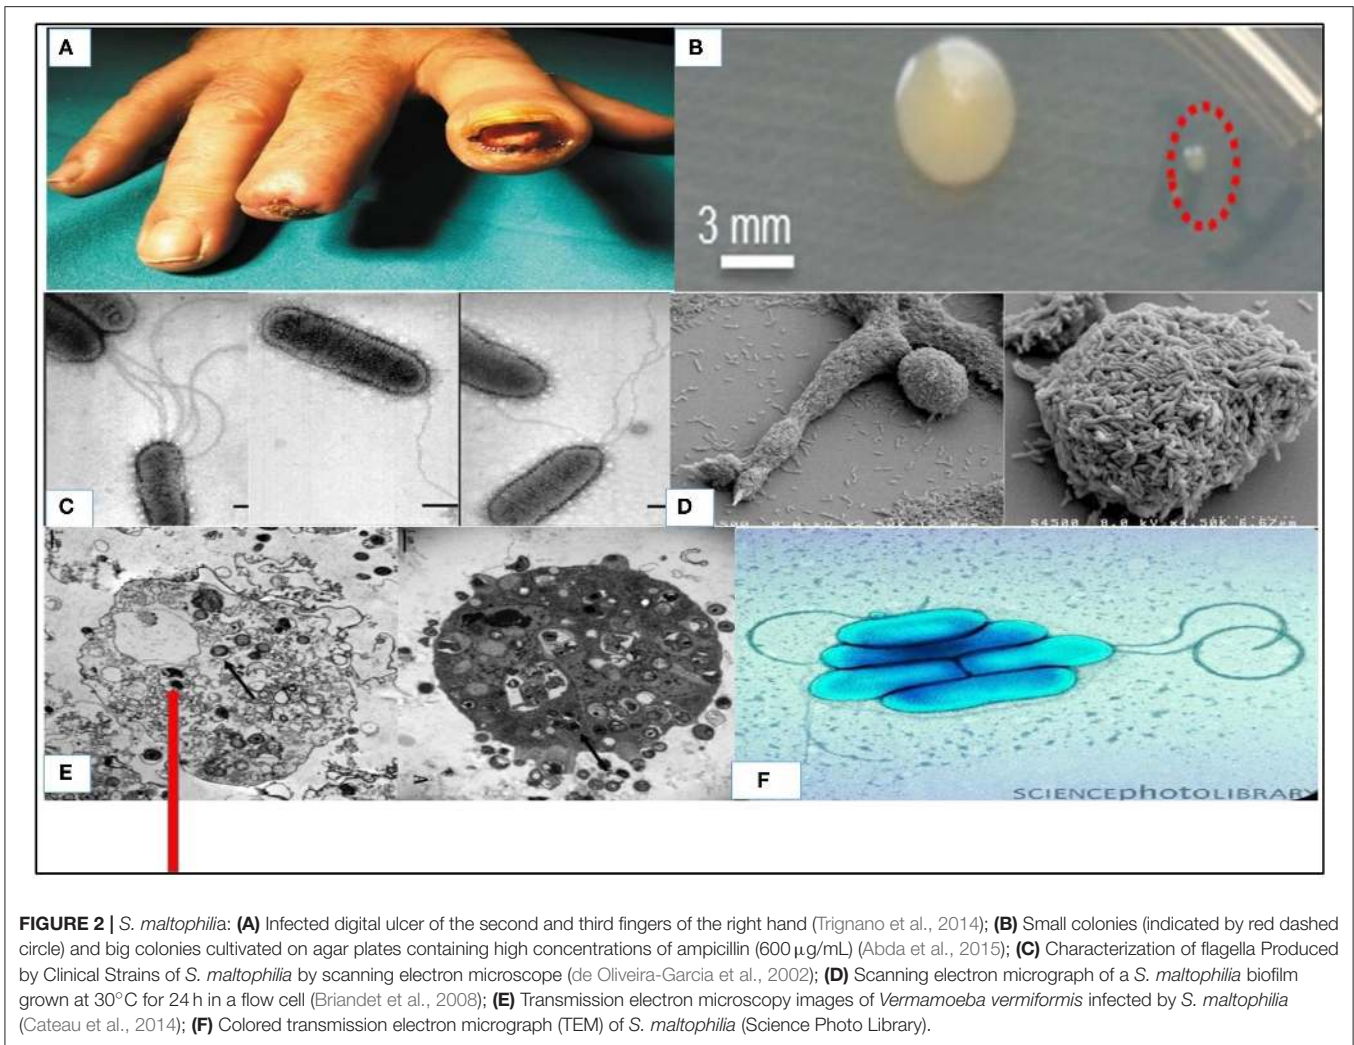 A
B
3 mm
C
D
S4500 8.0 kV x4.50K 6.67µm
E
F
SCIENCEPHOTOLIBRARY
FIGURE 2 | S. maltophilia: (A) Infected digital ulcer of the second and third fingers of the right hand (Trignano et al., 2014); (B) Small colonies (indicated by red dashed
circle) and big colonies cultivated on agar plates containing high concentrations of ampicillin (600 µg/mL) (Abda et al., 2015); (C) Characterization of flagella Produced
by Clinical Strains of S. maltophilia by scanning electron microscope (de Oliveira-Garcia et al., 2002); (D) Scanning electron micrograph of a S. maltophilia biofilm
grown at 30°C for 24 h in a flow cell (Briandet et al., 2008); (E) Transmission electron microscopy images of Vermamoeba vermiformis infected by S. maltophilia
(Cateau et al., 2014); (F) Colored transmission electron micrograph (TEM) of S. maltophilia (Science Photo Library).